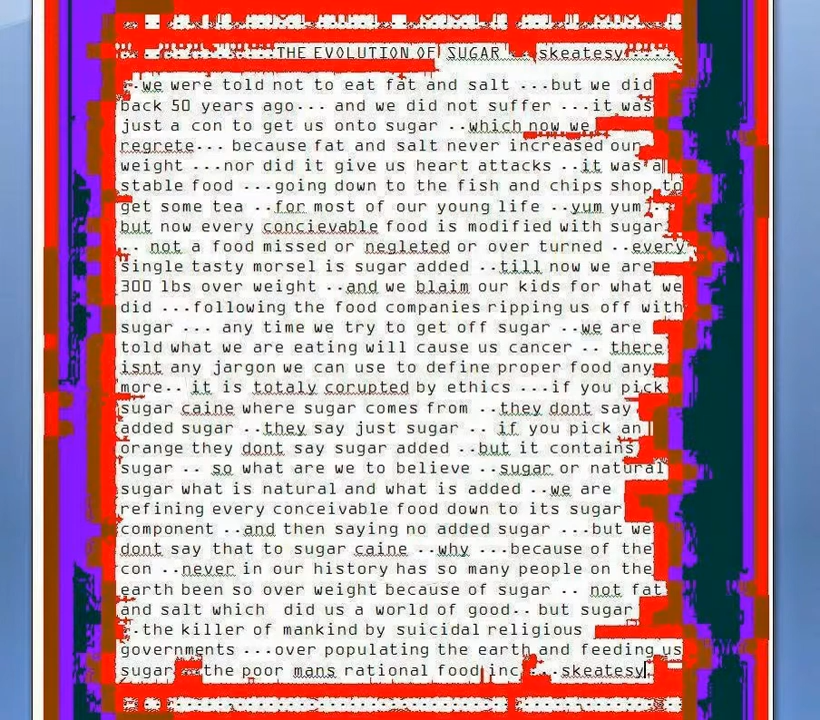 THE EVOLUTION OF SUGAR .. skeatesy
..we were told not to eat fat and salt ...but we did
back 50 years ago... and we did not suffer ...it was
just a con to get us onto sugar ..which now we
regrete... because fat and salt never increased our
weight ...nor did it give us heart attacks ..it was a
stable food ...going down to the fish and chips shop to
get some tea ..for most of our young life ..yum yum..
but now every concievable food is modified with sugar
.. not a food missed or negleted or over turned ..every
single tasty morsel is sugar added ..till now we are
300 lbs over weight ..and we blaim our kids for what we
did ...following the food companies ripping us off with
sugar ... any time we try to get off sugar ..we are
told what we are eating will cause us cancer .. there
isnt any jargon we can use to define proper food any
more.. it is totaly corupted by ethics ...if you pick
sugar caine where sugar comes from ..they dont say
added sugar ..they say just sugar .. if you pick an
orange they dont say sugar added ..but it contains
sugar .. so what are we to believe ..sugar or natural
sugar what is natural and what is added ..we are
refining every conceivable food down to its sugar
component ..and then saying no added sugar ...but we
dont say that to sugar caine ..why ...because of the
con ..never in our history has so many people on the
earth been so over weight because of sugar .. not fat
and salt which did us a world of good.. but sugar
..the killer of mankind by suicidal religious
governments ...over populating the earth and feeding us
sugar the poor mans rational food inc ..skeatesy